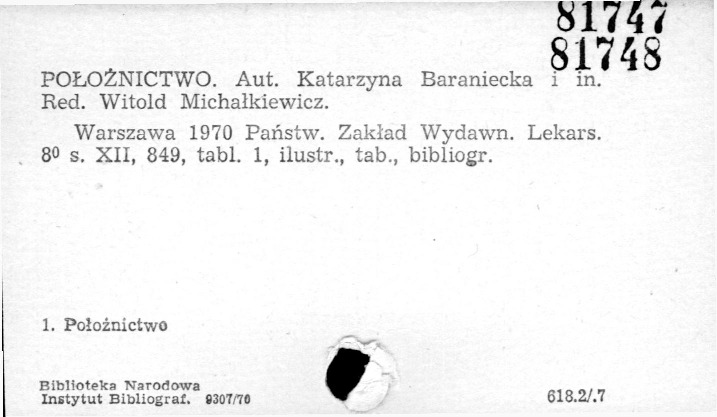 81747
81748
POŁOŻNICTWO. Aut. Katarzyna Baraniecka i in.
Red. Witold Michałkiewicz.
Warszawa 1970 Państw. Zakład Wydawn. Lekars.
8⁰ s. XII, 849, tabl. 1, ilustr., tab., bibliogr.
1. Położnictwo
Biblioteka Narodowa
Instytut Bibliograf. 9307/70
618.2/.7